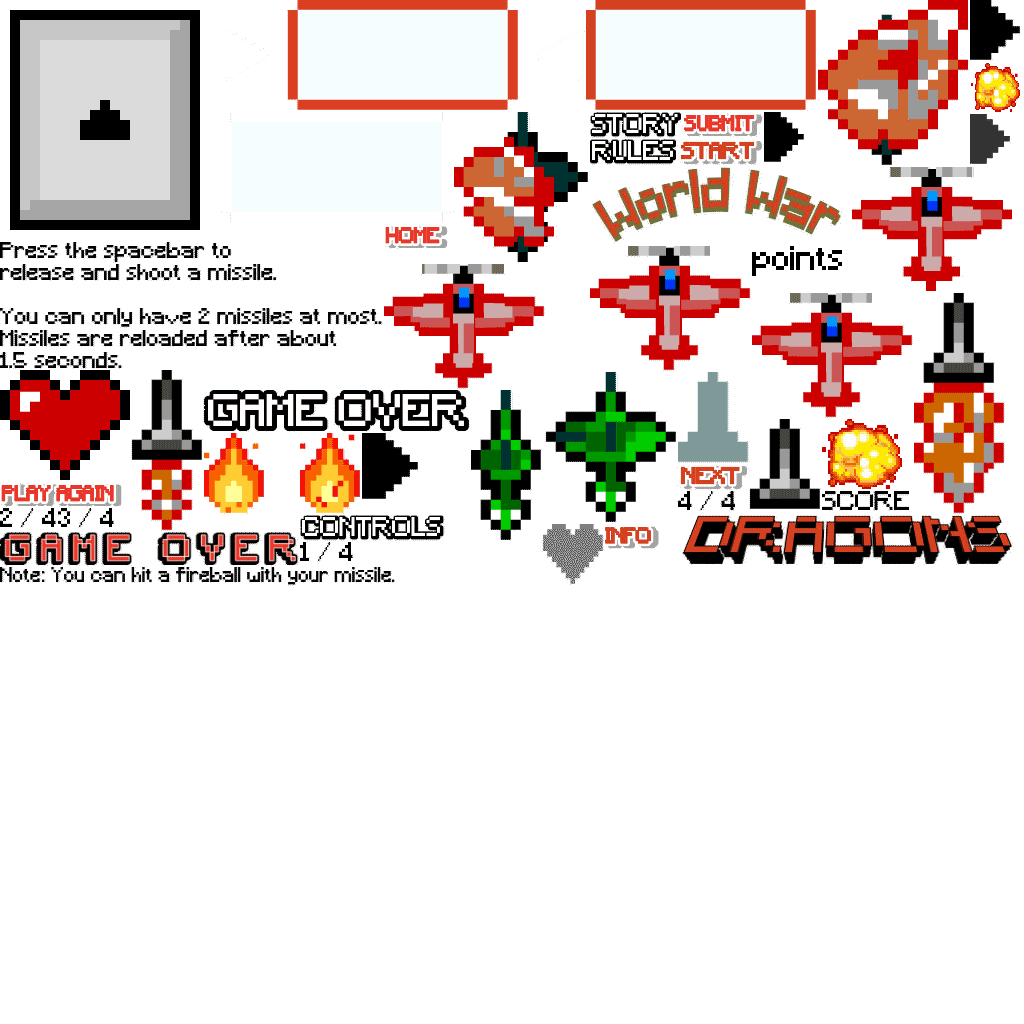 STORY SUBMIT
RULES START
World War
HOME
points
Press the spacebar to
release and shoot a missile.
You can only have 2 missiles at most.
Missiles are reloaded after about
1.5 seconds.
GAME OVER
NEXT
PLAY AGAIN
4 / 4
SCORE
2 / 43 / 4
CONTROLS
INFO
DRAGONS
GAME OVER
1 / 4
Note: You can hit a fireball with your missile.